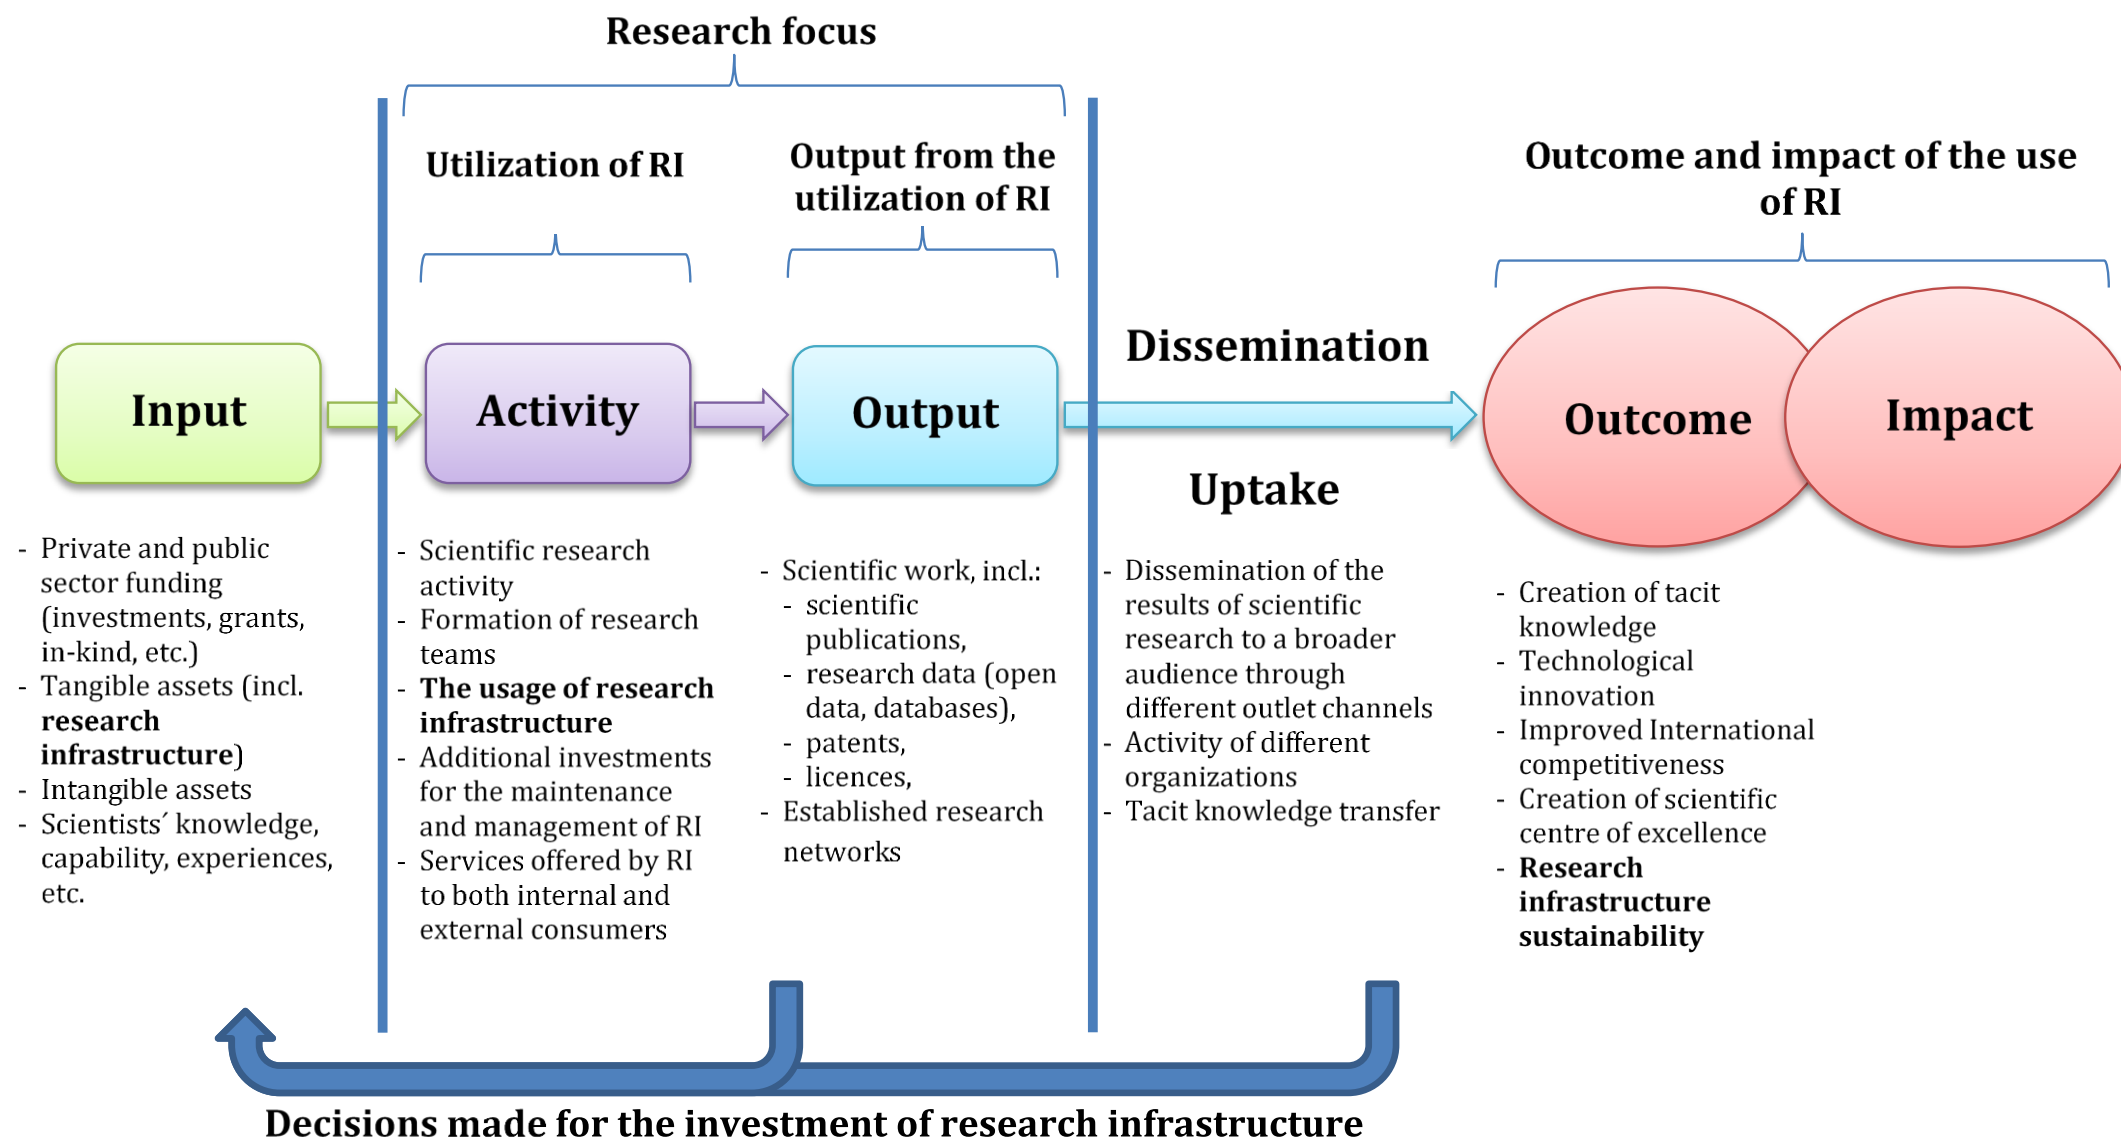 Research focus
Utilization of RI
Output from the
utilization of RI
Outcome and impact of the use
of RI
Input
Activity
Output
Dissemination
Uptake
Outcome
Impact
- Private and public
sector funding
(investments, grants,
in-kind, etc.)
- Tangible assets (incl.
research
infrastructure)
- Intangible assets
- Scientists´ knowledge,
capability, experiences,
etc.
- Scientific research
activity
- Formation of research
teams
- The usage of research
infrastructure
- Additional investments
for the maintenance
and management of RI
- Services offered by RI
to both internal and
external consumers
- Scientific work, incl.:
- scientific
publications,
- research data (open
data, databases),
- patents,
- licences,
- Established research
networks
- Dissemination of the
results of scientific
research to a broader
audience through
different outlet channels
- Activity of different
organizations
- Tacit knowledge transfer
- Creation of tacit
knowledge
- Technological
innovation
- Improved International
competitiveness
- Creation of scientific
centre of excellence
- Research
infrastructure
sustainability
Decisions made for the investment of research infrastructure